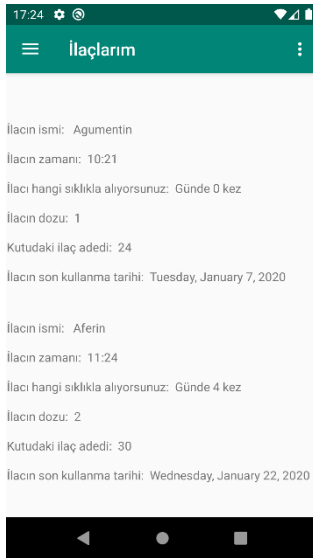 17:24
İlaçlarım
İlacın ismi: Agumentin
İlacın zamanı: 10:21
İlacı hangi sıklıkla alıyorsunuz: Günde 0 kez
İlacın dozu: 1
Kutudaki ilaç adedi: 24
İlacın son kullanma tarihi: Tuesday, January 7, 2020
İlacın ismi: Aferin
İlacın zamanı: 11:24
İlacı hangi sıklıkla alıyorsunuz: Günde 4 kez
İlacın dozu: 2
Kutudaki ilaç adedi: 30
İlacın son kullanma tarihi: Wednesday, January 22, 2020